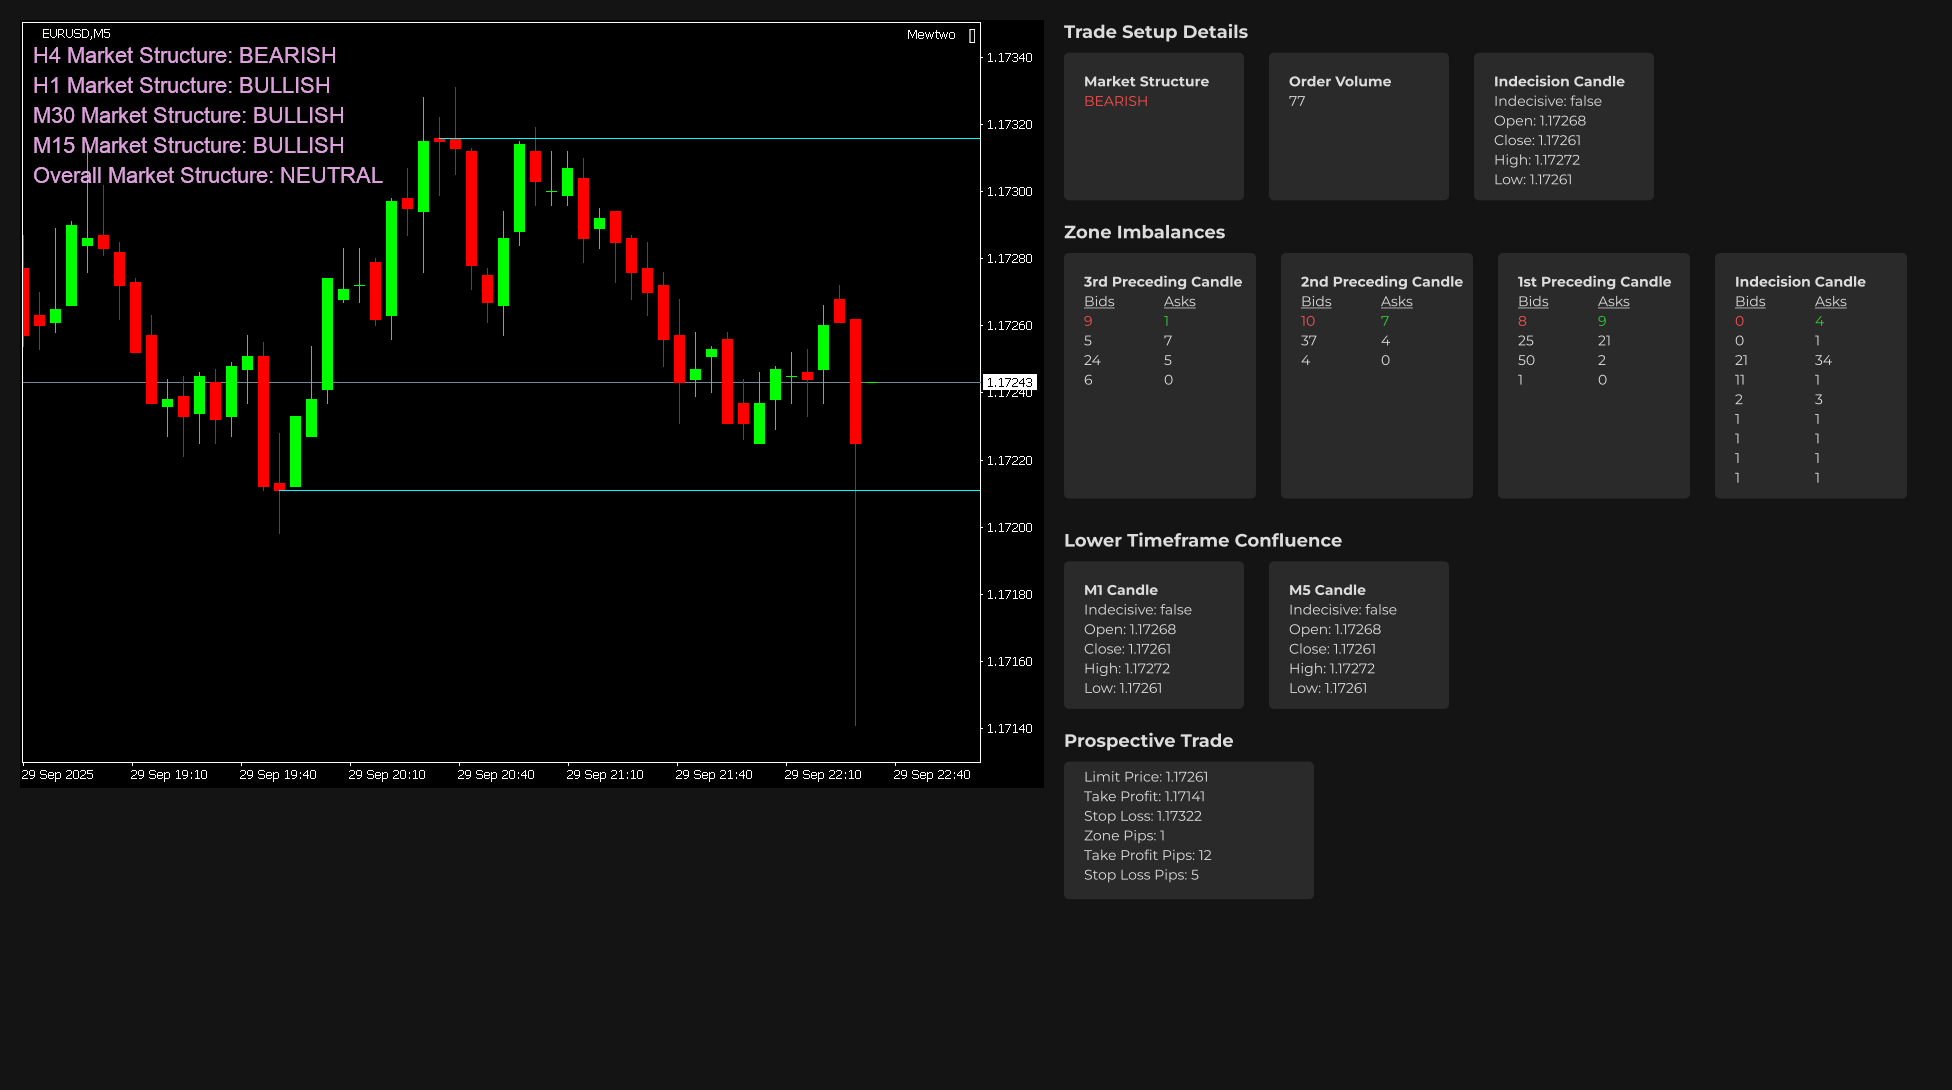 EURUSD,M5
Mewtwo
H4 Market Structure: BEARISH
H1 Market Structure: BULLISH
M30 Market Structure: BULLISH
M15 Market Structure: BULLISH
Overall Market Structure: NEUTRAL
1.17340
1.17320
1.17300
1.17280
1.17260
1.17243
1.17240
1.17220
1.17200
1.17180
1.17160
1.17140
29 Sep 2025 29 Sep 19:10 29 Sep 19:40 29 Sep 20:10 29 Sep 20:40 29 Sep 21:10 29 Sep 21:40 29 Sep 22:10 29 Sep 22:40
Trade Setup Details
Market Structure
BEARISH
Order Volume
77
Indecision Candle
Indecisive: false
Open: 1.17268
Close: 1.17261
High: 1.17272
Low: 1.17261
Zone Imbalances
3rd Preceding Candle
Bids Asks
9 1
5 7
24 5
6 0
2nd Preceding Candle
Bids Asks
10 7
37 4
4 0
1st Preceding Candle
Bids Asks
8 9
25 21
50 2
1 0
Indecision Candle
Bids Asks
0 4
0 1
21 34
11 1
2 3
1 1
1 1
1 1
1 1
Lower Timeframe Confluence
M1 Candle
Indecisive: false
Open: 1.17268
Close: 1.17261
High: 1.17272
Low: 1.17261
M5 Candle
Indecisive: false
Open: 1.17268
Close: 1.17261
High: 1.17272
Low: 1.17261
Prospective Trade
Limit Price: 1.17261
Take Profit: 1.17141
Stop Loss: 1.17322
Zone Pips: 1
Take Profit Pips: 12
Stop Loss Pips: 5